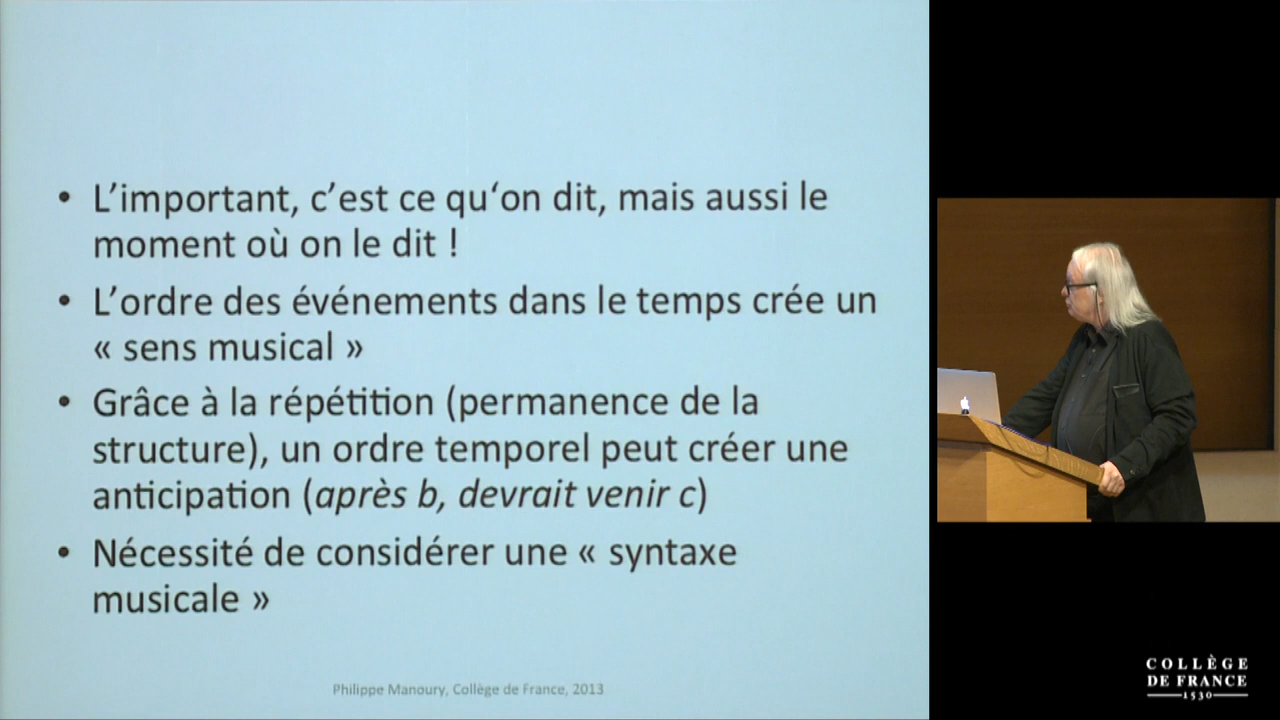 • L’important, c’est ce qu‘on dit, mais aussi le
moment où on le dit !
• L’ordre des événements dans le temps crée un
« sens musical »
• Grâce à la répétition (permanence de la
structure), un ordre temporel peut créer une
anticipation (après b, devrait venir c)
• Nécessité de considérer une « syntaxe
musicale »
Philippe Manoury, Collège de France, 2013
COLLÈGE
DE FRANCE
1530